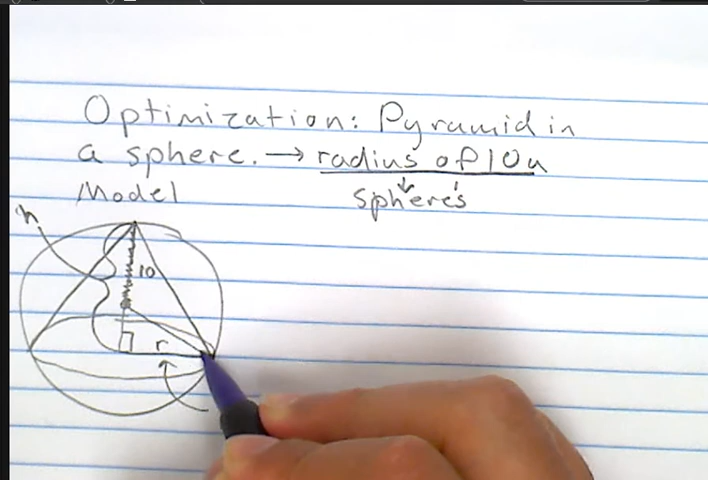 Optimization: Pyramid in
a sphere. → radius of 10u
Model
sphere's
h
10
r